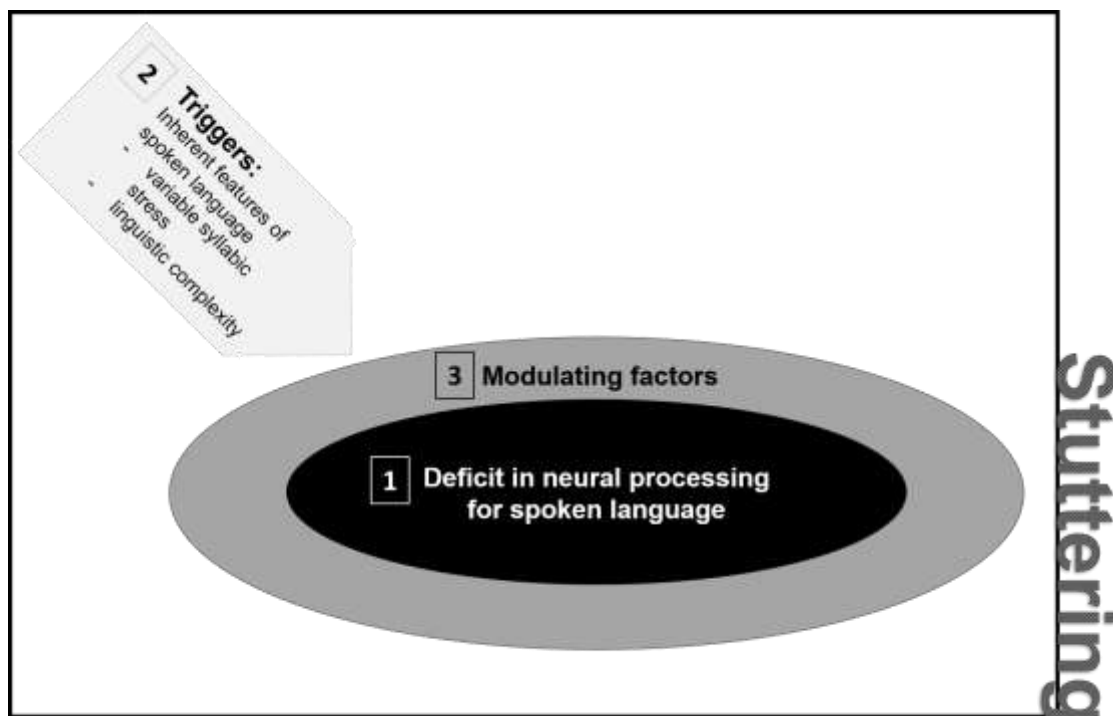 2
Triggers:
Inherent features of
spoken language
- variable syllabic
stress
- linguistic complexity
3 Modulating factors
1 Deficit in neural processing
for spoken language
Stuttering